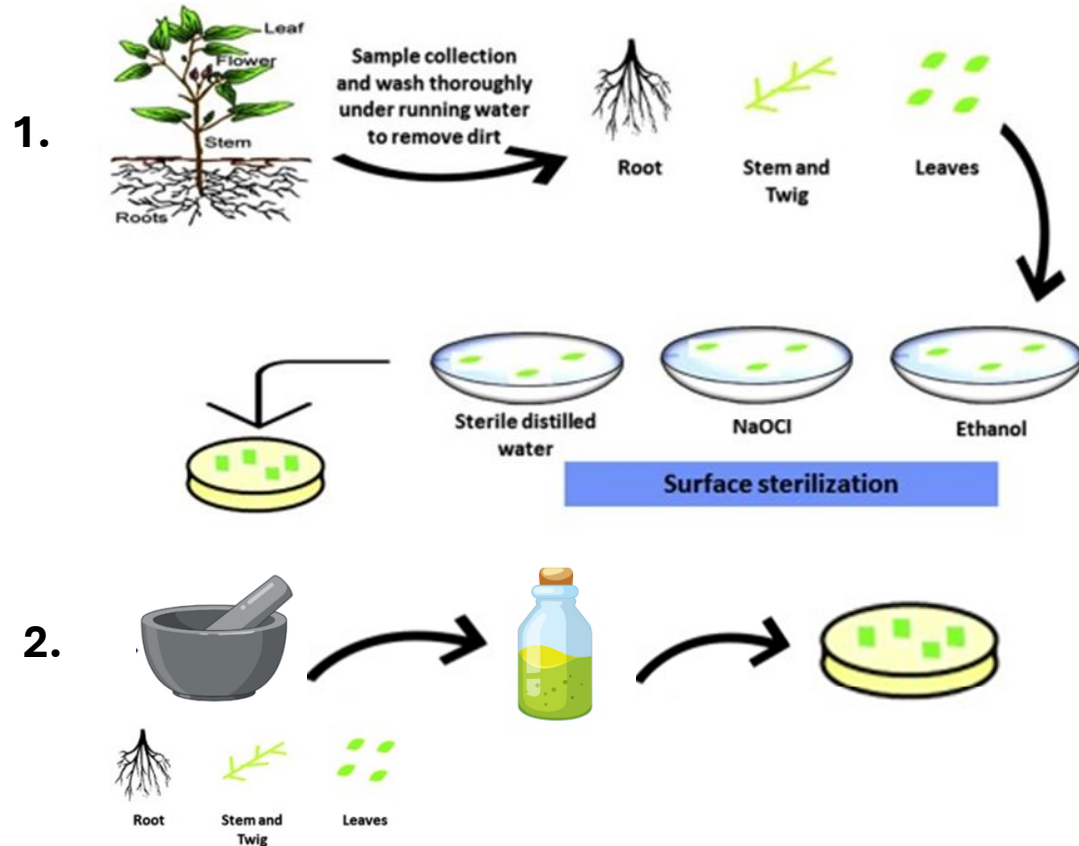 1.
Leaf
Flower
Stem
Roots
Sample collection
and wash thoroughly
under running water
to remove dirt
Root
Stem and
Twig
Leaves
Sterile distilled
water
NaOCl
Ethanol
Surface sterilization
2.
Root
Stem and
Twig
Leaves